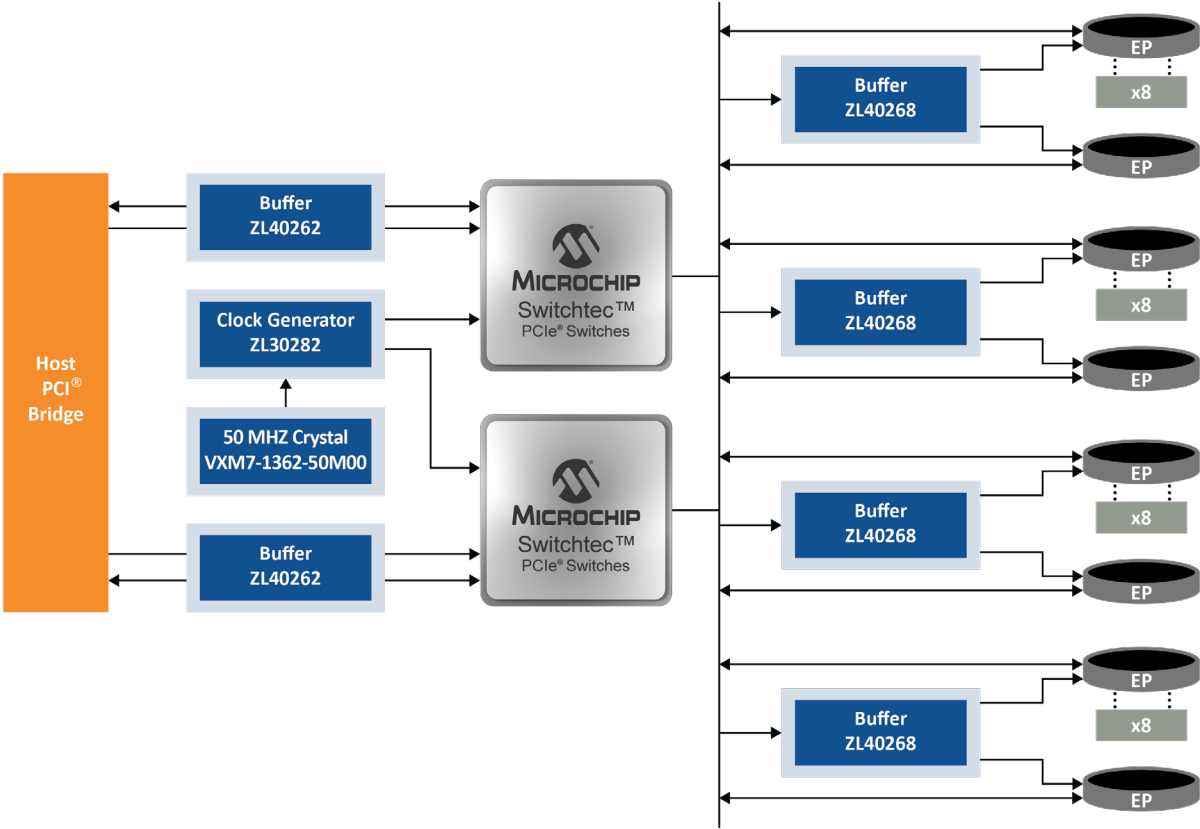 Host
PCI®
Bridge
Buffer
ZL40262
Clock Generator
ZL30282
50 MHZ Crystal
VXM7-1362-50M00
Buffer
ZL40262
MICROCHIP
Switchtec™
PCIe® Switches
MICROCHIP
Switchtec™
PCIe® Switches
Buffer
ZL40268
EP
x8
EP
Buffer
ZL40268
EP
x8
EP
Buffer
ZL40268
EP
x8
EP
Buffer
ZL40268
EP
x8
EP